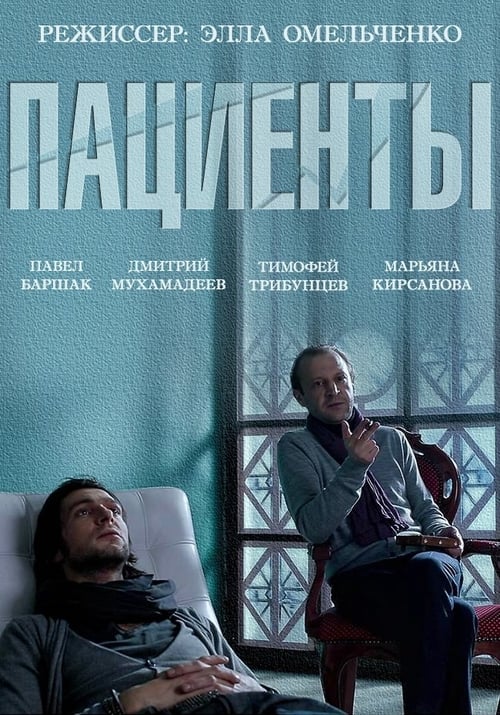 РЕЖИССЕР: ЭЛЛА ОМЕЛЬЧЕНКО
ПАЦИЕНТЫ
ПАВЕЛ БАРШАК
ДМИТРИЙ МУХАМАДЕЕВ
ТИМОФЕЙ ТРИБУНЦЕВ
МАРЬЯНА КИРСАНОВА